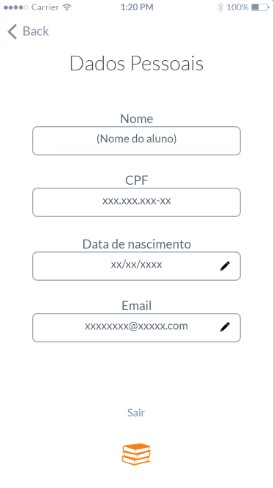 Carrier 1:20 PM 100%
Back
Dados Pessoais
Nome
(Nome do aluno)
CPF
xxx.xxx.xxx-xx
Data de nascimento
xx/xx/xxxx
Email
xxxxxxxx@xxxxx.com
Sair